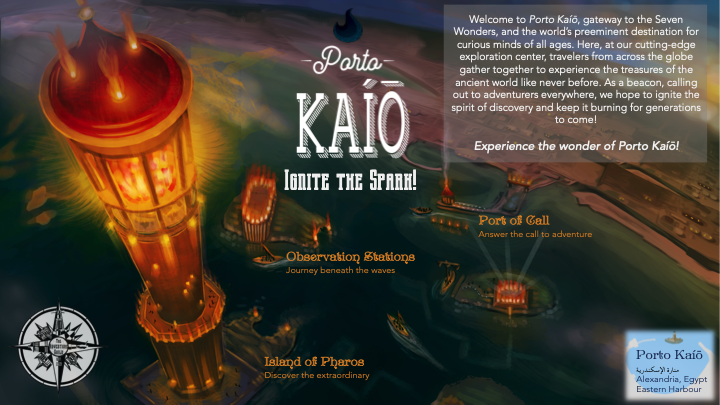 Porto
KAÍŌ
IGNITE THE SPARK!
Welcome to Porto Kaíō, gateway to the Seven
Wonders, and the world's preeminent destination for
curious minds of all ages. Here, at our cutting-edge
exploration center, travelers from across the globe
gather together to experience the treasures of the
ancient world like never before. As a beacon, calling
out to adventurers everywhere, we hope to ignite the
spirit of discovery and keep it burning for generations
to come!
Experience the wonder of Porto Kaíō!
Port of Call
Answer the call to adventure
Observation Stations
Journey beneath the waves
Island of Pharos
Discover the extraordinary
THE
ADVENTURERS
GUILD
Porto Kaíō
منارة الإسكندرية
Alexandria, Egypt
Eastern Harbour